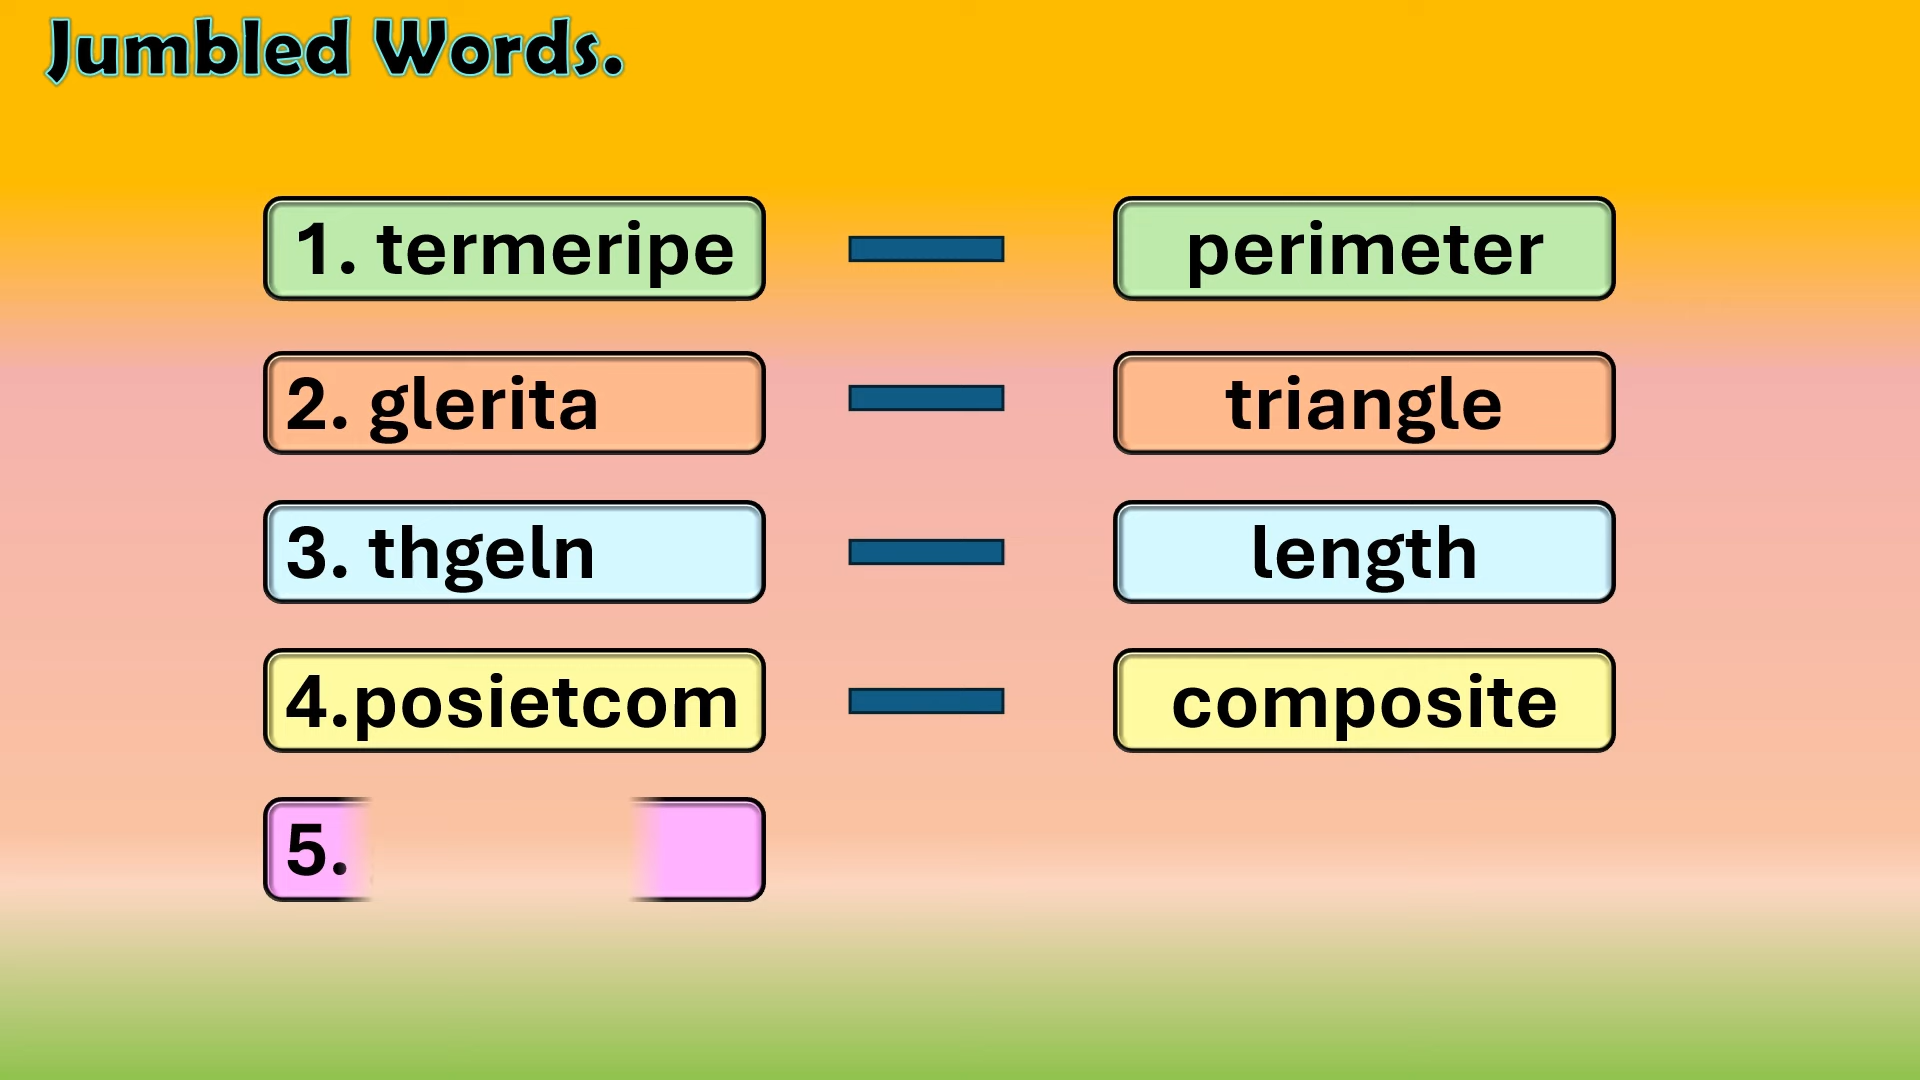 Jumbled Words.
1. termeripe
perimeter
2. glerita
triangle
3. thgeln
length
4.posietcom
composite
5.